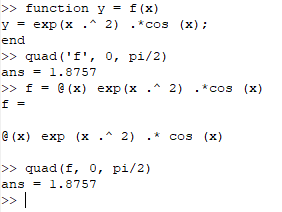 >> function y = f(x)
y = exp(x .^ 2) .*cos (x);
end
>> quad('f', 0, pi/2)
ans = 1.8757
>> f = @(x) exp(x .^ 2) .*cos (x)
f =
@(x) exp (x .^ 2) .* cos (x)
>> quad(f, 0, pi/2)
ans = 1.8757
>>